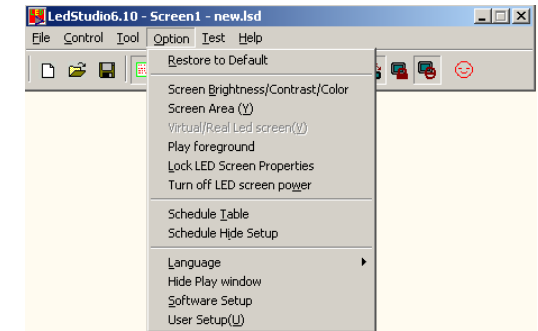 LedStudio6.10 - Screen1 - new.lsd
File Control Tool Option Test Help
Restore to Default
Screen Brightness/Contrast/Color
Screen Area (Y)
Virtual/Real Led screen(V)
Play foreground
Lock LED Screen Properties
Turn off LED screen power
Schedule Table
Schedule Hide Setup
Language
Hide Play window
Software Setup
User Setup(U)